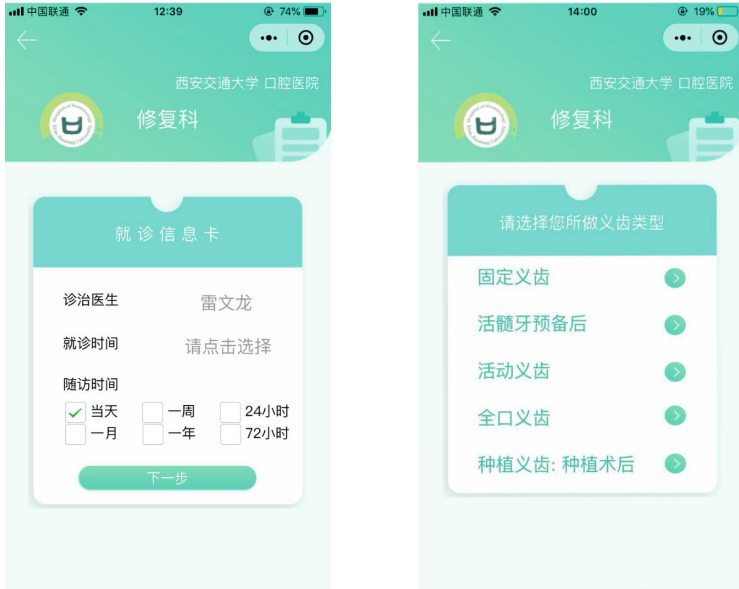 中国联通
12:39
74%
西安交通大学 口腔医院
修复科
就诊信息卡
诊治医生
雷文龙
就诊时间
请点击选择
随访时间
当天
一周
24小时
一月
一年
72小时
下一步
中国联通
14:00
19%
西安交通大学 口腔医院
修复科
请选择您所做义齿类型
固定义齿
活髓牙预备后
活动义齿
全口义齿
种植义齿: 种植术后